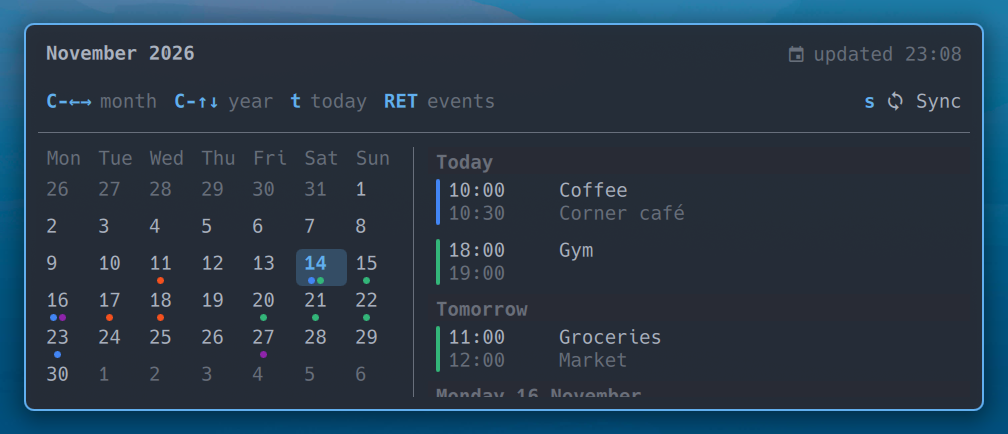 November 2026
updated 23:08
C-←→ month C-↑↓ year t today RET events
s Sync
Mon Tue Wed Thu Fri Sat Sun
26 27 28 29 30 31 1
2 3 4 5 6 7 8
9 10 11 12 13 14 15
16 17 18 19 20 21 22
23 24 25 26 27 28 29
30 1 2 3 4 5 6
Today
10:00 Coffee
10:30 Corner café
18:00 Gym
19:00
Tomorrow
11:00 Groceries
12:00 Market
Monday 16 November